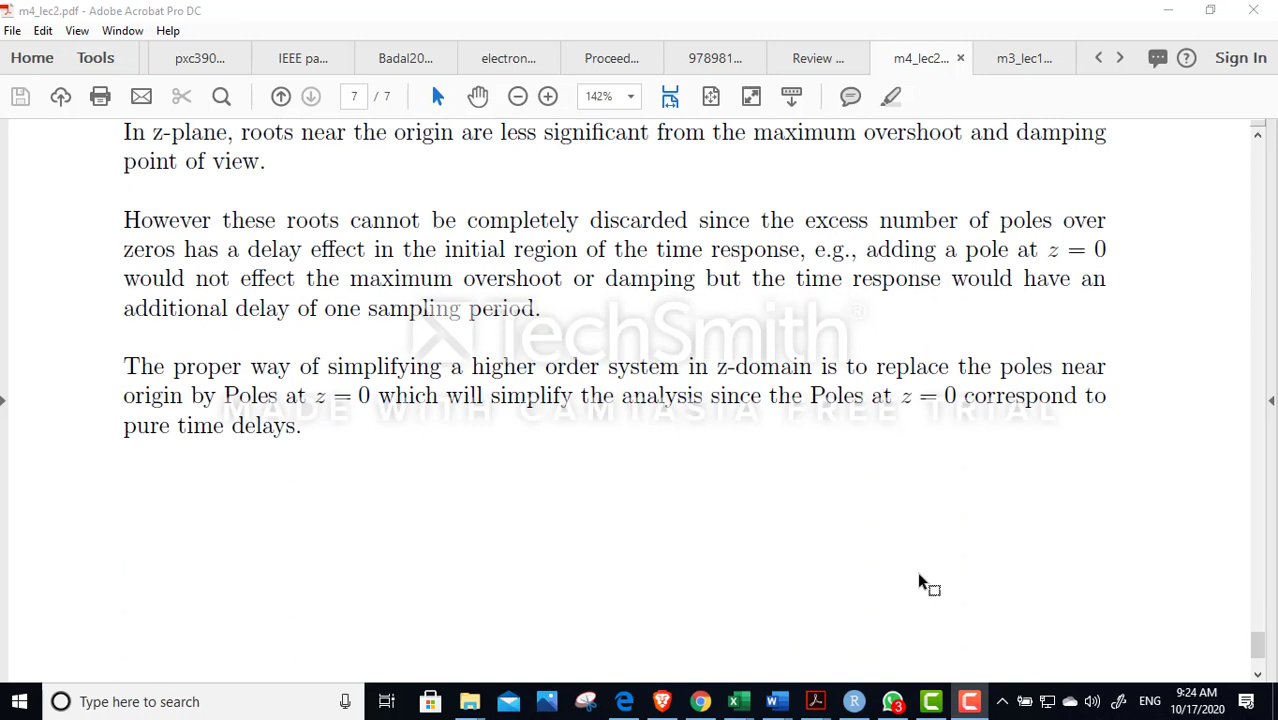 m4_lec2.pdf - Adobe Acrobat Pro DC
File Edit View Window Help
Home Tools pxc390... IEEE pa... Badal20... electron... Proceed... 978981... Review ... m4_lec2... × m3_lec1... Sign In
7 / 7 142%
In z-plane, roots near the origin are less significant from the maximum overshoot and damping
point of view.
However these roots cannot be completely discarded since the excess number of poles over
zeros has a delay effect in the initial region of the time response, e.g., adding a pole at z = 0
would not effect the maximum overshoot or damping but the time response would have an
additional delay of one sampling period.
TechSmith®
The proper way of simplifying a higher order system in z-domain is to replace the poles near
origin by Poles at z = 0 which will simplify the analysis since the Poles at z = 0 correspond to
MADE WITH CAMTASIA FREE TRIAL
pure time delays.
Type here to search
3
ENG
9:24 AM
10/17/2020